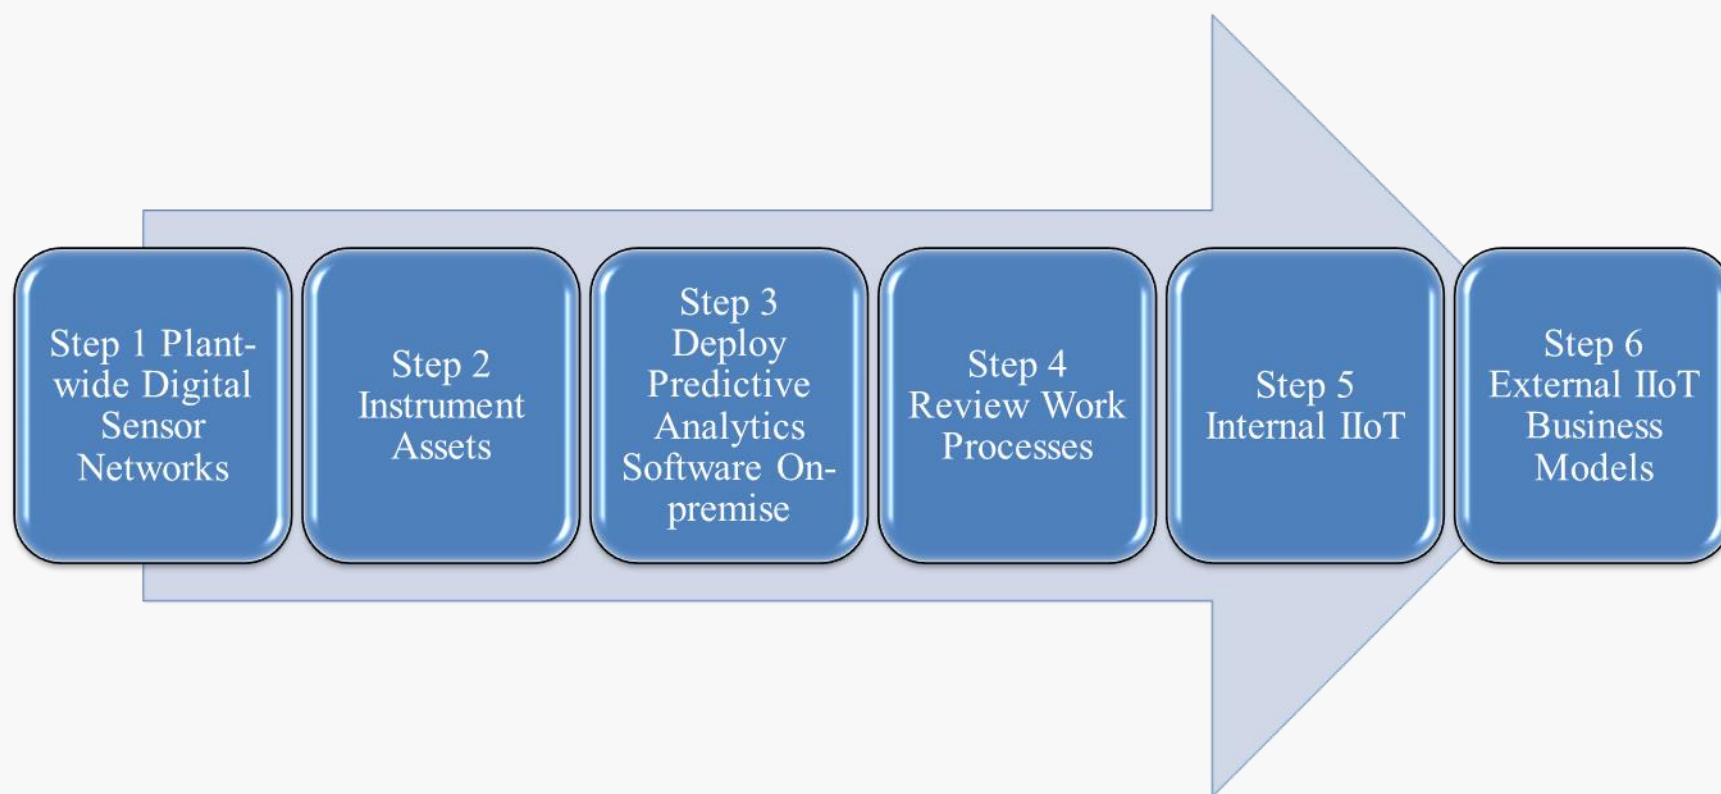 Step 1 Plant-
wide Digital
Sensor
Networks
Step 2
Instrument
Assets
Step 3
Deploy
Predictive
Analytics
Software On-
premise
Step 4
Review Work
Processes
Step 5
Internal IIoT
Step 6
External IIoT
Business
Models